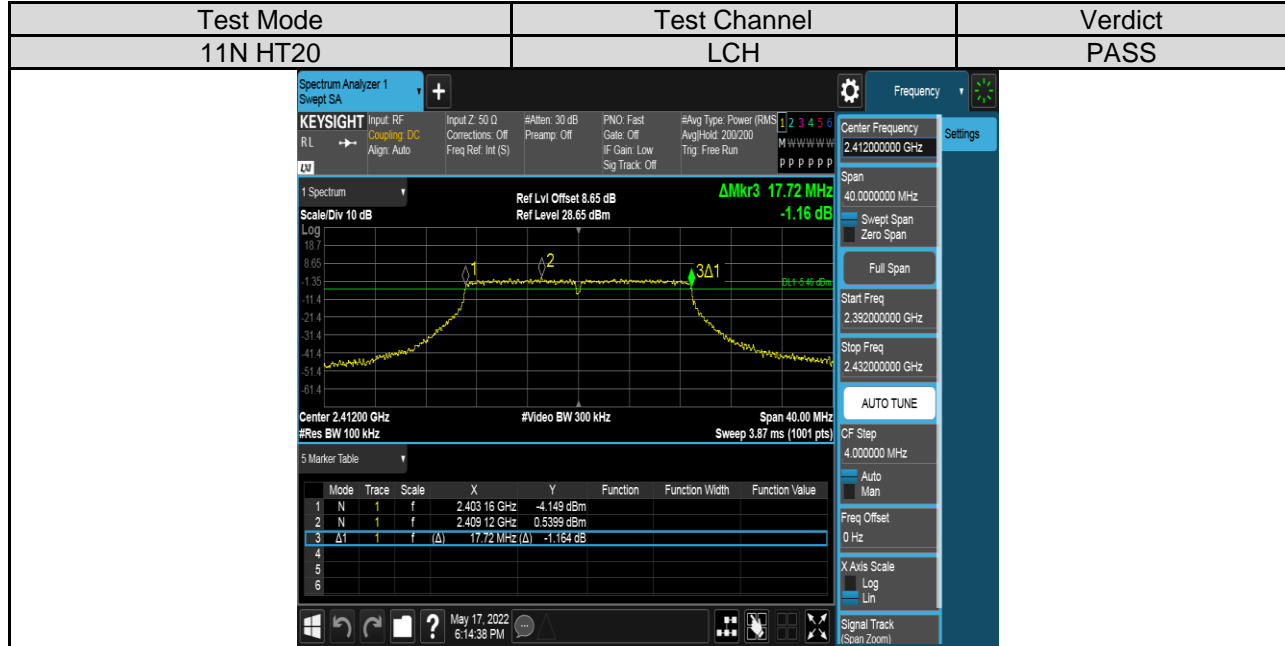 Test Mode Test Channel Verdict
11N HT20 LCH PASS
Spectrum Analyzer 1
Swept SA
+
Frequency
KEYSIGHT
RL
LXI
Input: RF
Coupling: DC
Align: Auto
Input Z: 50 Ω
Corrections: Off
Freq Ref: Int (S)
#Atten: 30 dB
Preamp: Off
PNO: Fast
Gate: Off
IF Gain: Low
Sig Track: Off
#Avg Type: Power (RMS
Avg|Hold: 200/200
Trig: Free Run
1 2 3 4 5 6
M W W W W W
P P P P P P
1 Spectrum
Scale/Div 10 dB
Ref Lvl Offset 8.65 dB
Ref Level 28.65 dBm
ΔMkr3 17.72 MHz
-1.16 dB
Log
18.7
8.65
-1.35
-11.4
-21.4
-31.4
-41.4
-51.4
-61.4
1
2
3Δ1
DL1 -5.46 dBm
Center 2.41200 GHz
#Res BW 100 kHz
#Video BW 300 kHz
Span 40.00 MHz
Sweep 3.87 ms (1001 pts)
5 Marker Table
Mode Trace Scale X Y Function Function Width Function Value
1 N 1 f 2.403 16 GHz -4.149 dBm
2 N 1 f 2.409 12 GHz 0.5399 dBm
3 Δ1 1 f (Δ) 17.72 MHz (Δ) -1.164 dB
4
5
6
?
May 17, 2022
6:14:38 PM
Center Frequency
2.412000000 GHz
Settings
Span
40.0000000 MHz
Swept Span
Zero Span
Full Span
Start Freq
2.392000000 GHz
Stop Freq
2.432000000 GHz
AUTO TUNE
CF Step
4.000000 MHz
Auto
Man
Freq Offset
0 Hz
X Axis Scale
Log
Lin
Signal Track
(Span Zoom)